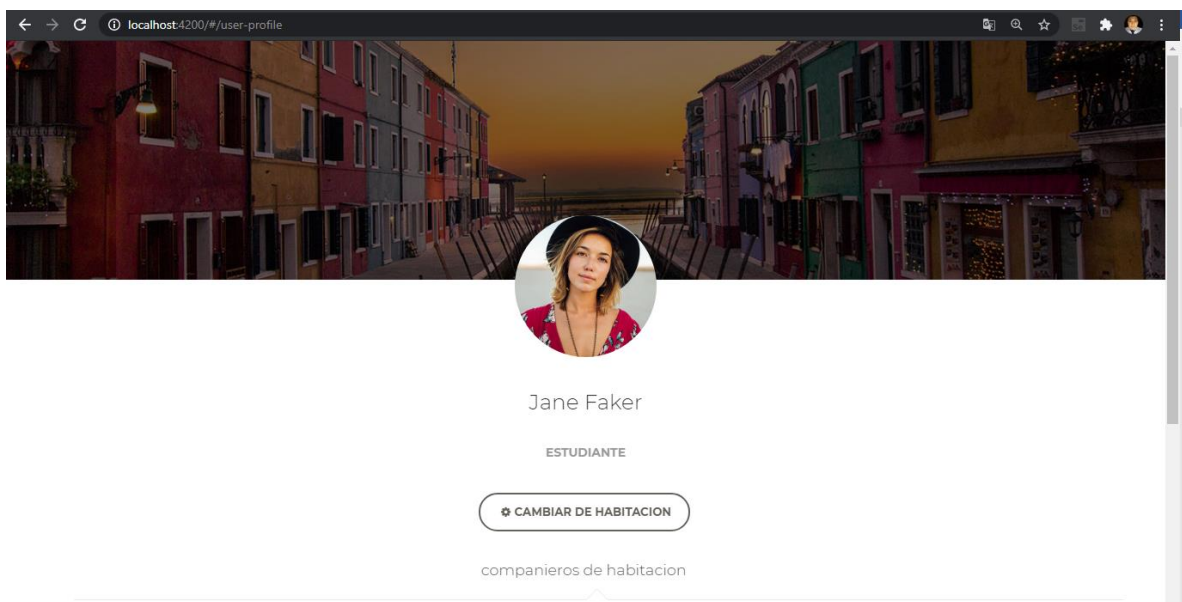 localhost:4200/#/user-profile
Jane Faker
ESTUDIANTE
CAMBIAR DE HABITACION
companieros de habitacion